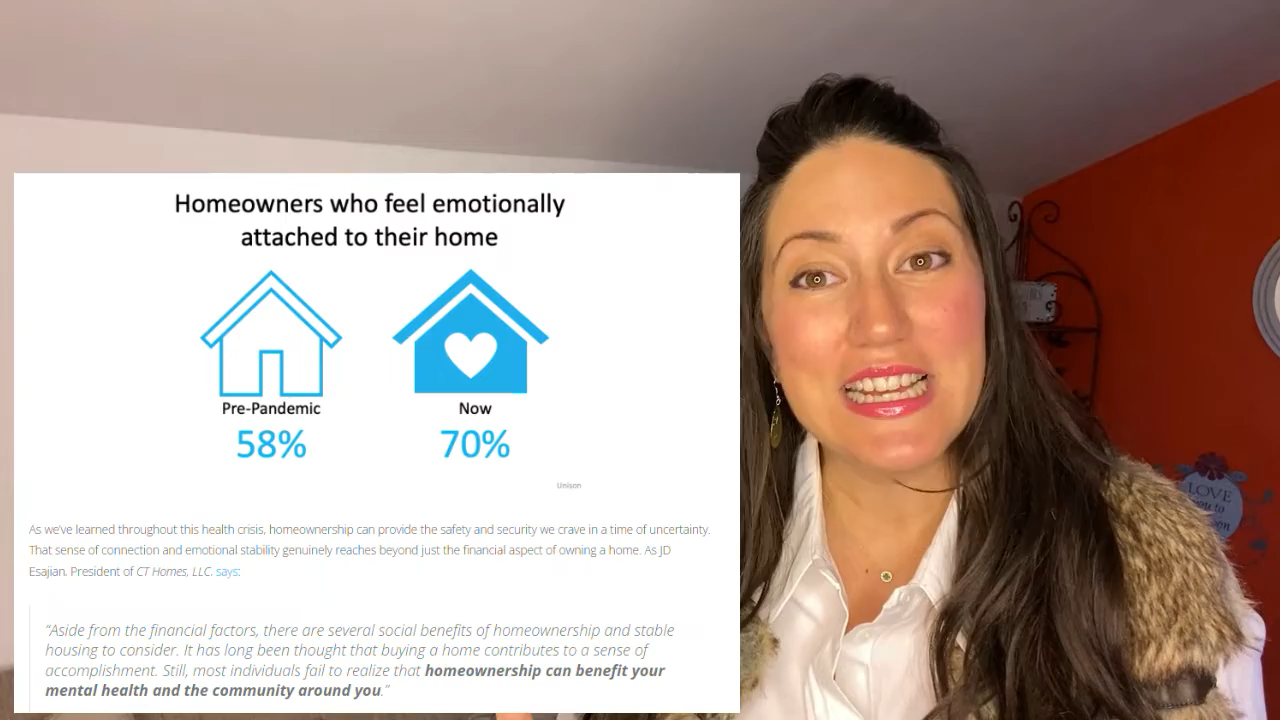 Homeowners who feel emotionally
attached to their home
Pre-Pandemic
Now
58%
70%
Unison
As we've learned throughout this health crisis, homeownership can provide the safety and security we crave in a time of uncertainty.
That sense of connection and emotional stability genuinely reaches beyond just the financial aspect of owning a home. As JD
Esajian, President of CT Homes, LLC. says:
“Aside from the financial factors, there are several social benefits of homeownership and stable
housing to consider. It has long been thought that buying a home contributes to a sense of
accomplishment. Still, most individuals fail to realize that homeownership can benefit your
mental health and the community around you.”
LOVE
you to